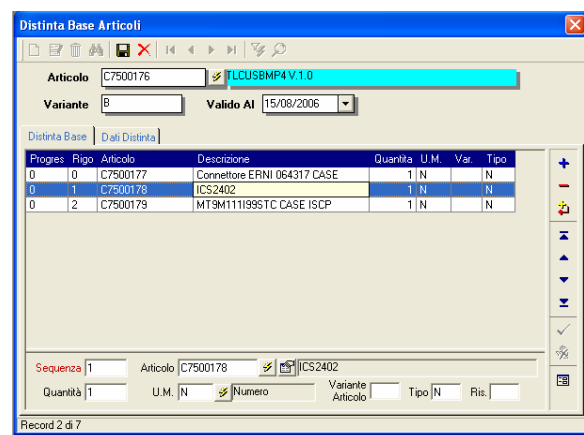 Distinta Base Articoli
Articolo C7500176 TLCUSBMP4 V.1.0
Variante B Valido Al 15/08/2006
Distinta Base Dati Distinta
Progres Rigo Articolo Descrizione Quantita U.M. Var. Tipo
0 0 C7500177 Connettore ERNI 064317 CASE 1 N N
0 1 C7500178 ICS2402 1 N N
0 2 C7500179 MT9M111I99STC CASE ISCP 1 N N
Sequenza 1 Articolo C7500178 ICS2402
Quantità 1 U.M. N Numero Variante Articolo Tipo N Ris.
Record 2 di 7